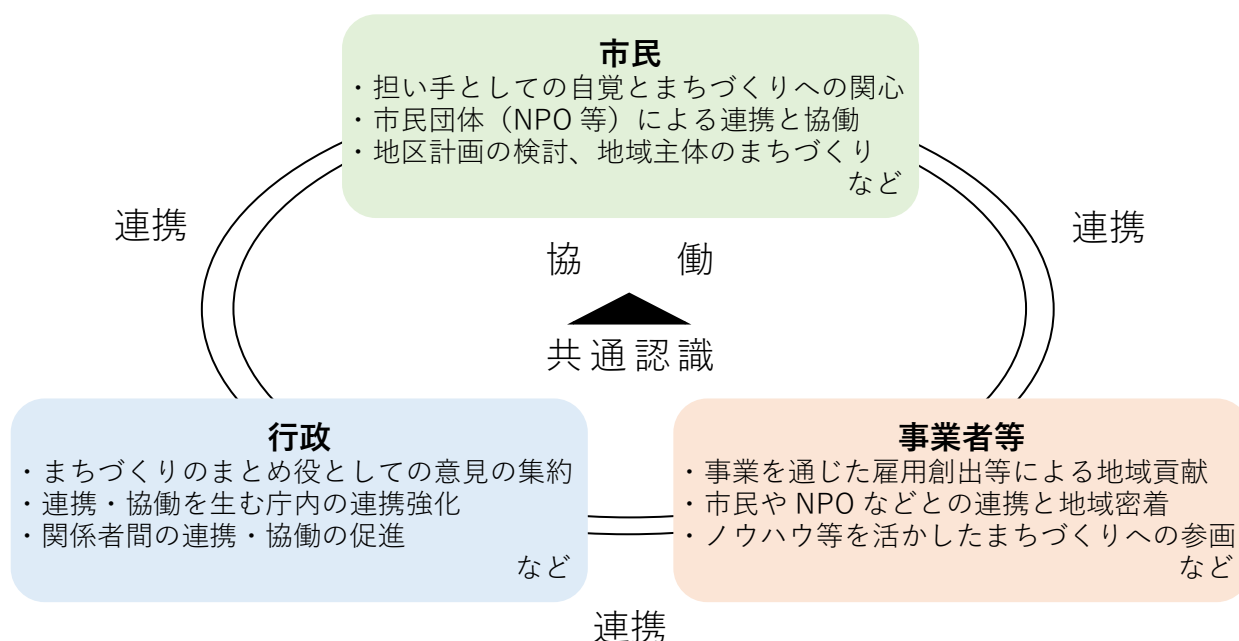 市民
・担い手としての自覚とまちづくりへの関心
・市民団体（NPO 等）による連携と協働
・地区計画の検討、地域主体のまちづくり
など
連携
連携
協 働
共通認識
行政
・まちづくりのまとめ役としての意見の集約
・連携・協働を生む庁内の連携強化
・関係者間の連携・協働の促進
など
事業者等
・事業を通じた雇用創出等による地域貢献
・市民や NPO などとの連携と地域密着
・ノウハウ等を活かしたまちづくりへの参画
など
連携